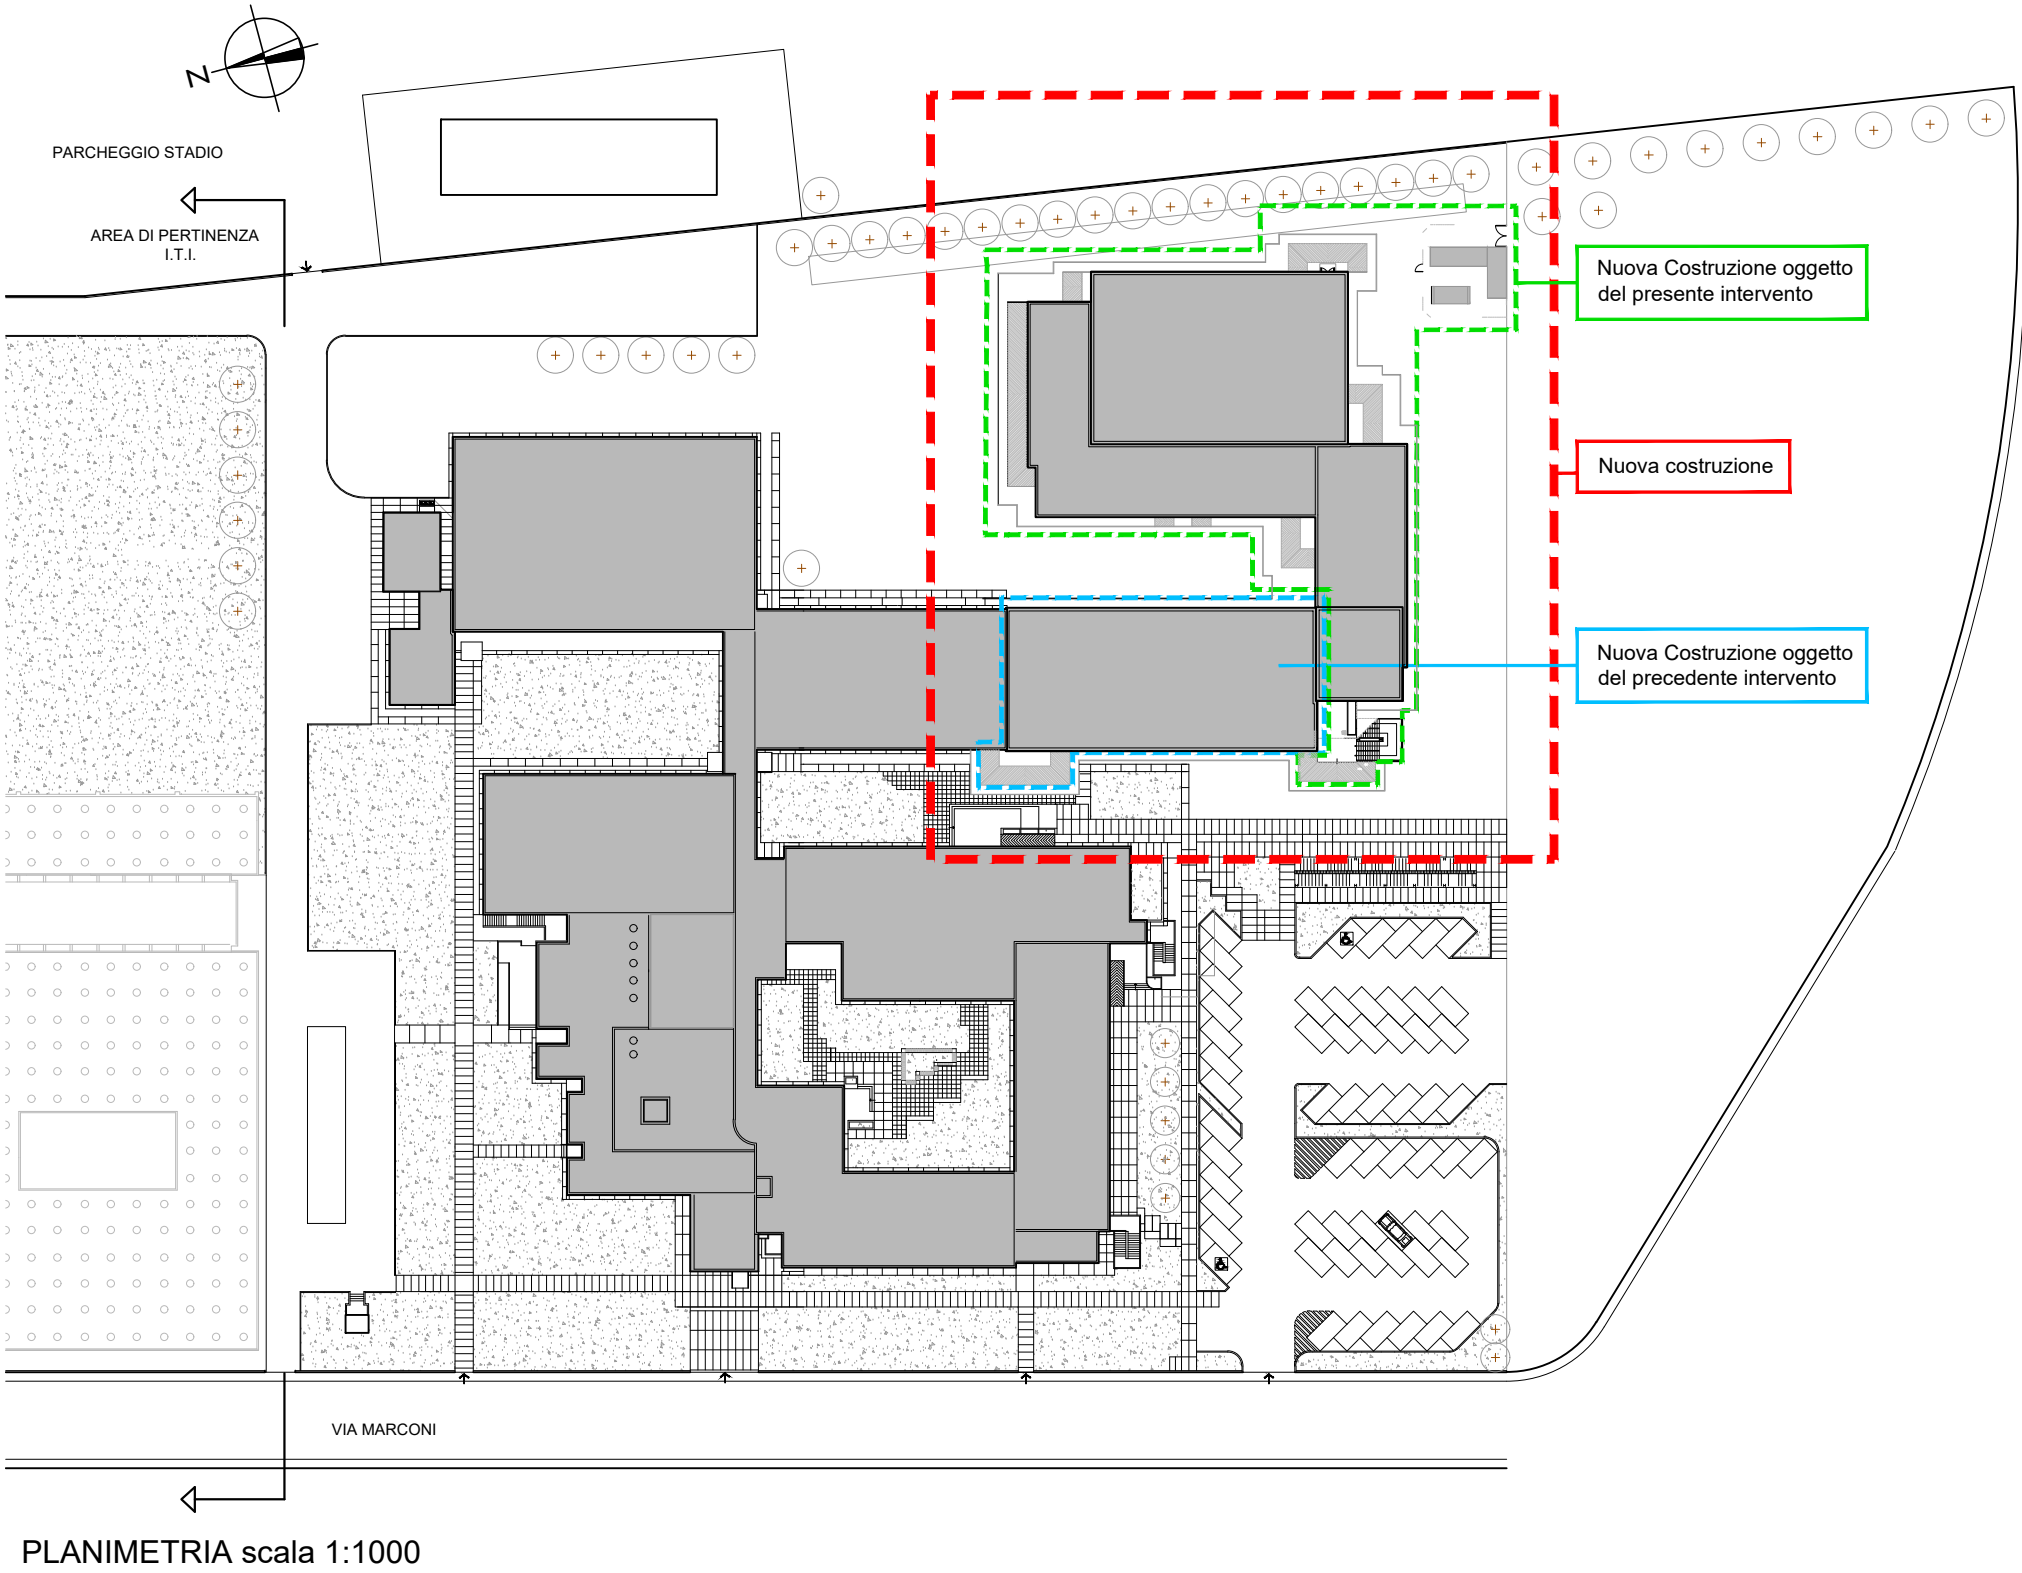 N
PARCHEGGIO STADIO
AREA DI PERTINENZA
I.T.I.
Nuova Costruzione oggetto
del presente intervento
Nuova costruzione
Nuova Costruzione oggetto
del precedente intervento
VIA MARCONI
PLANIMETRIA scala 1:1000